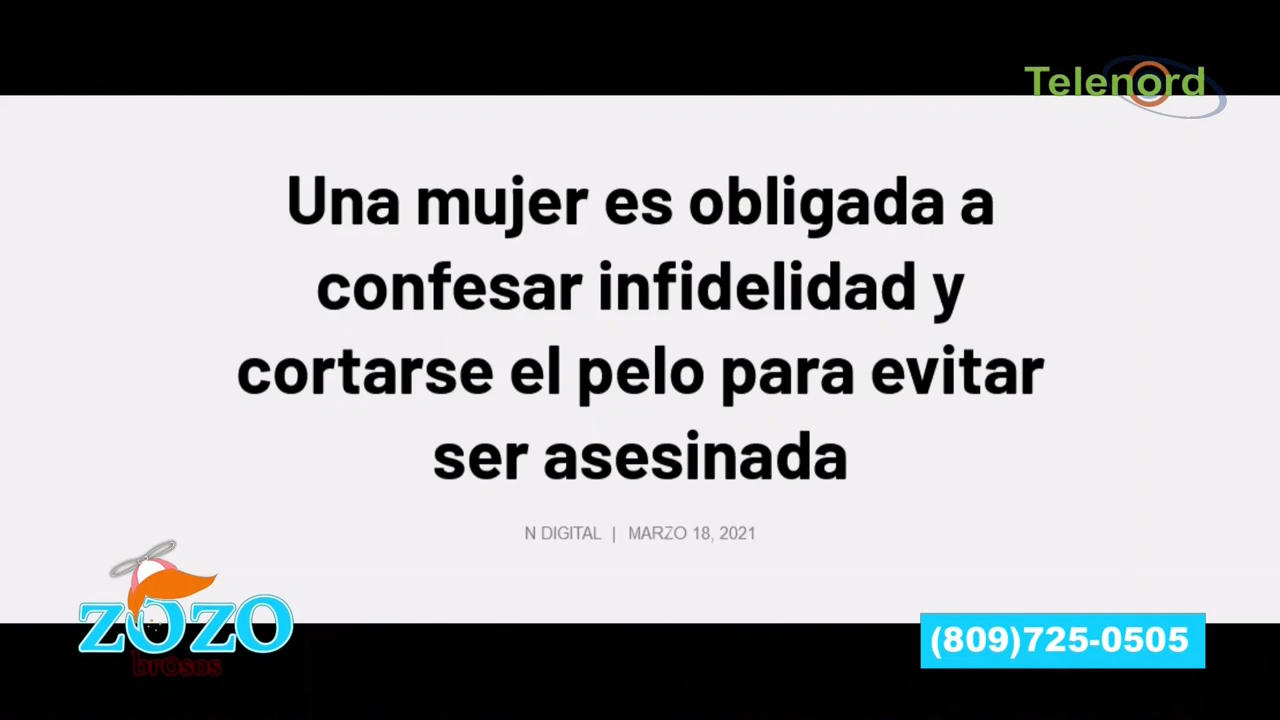 Telenord
Una mujer es obligada a
confesar infidelidad y
cortarse el pelo para evitar
ser asesinada
N DIGITAL | MARZO 18, 2021
zozo
brosos
(809)725-0505